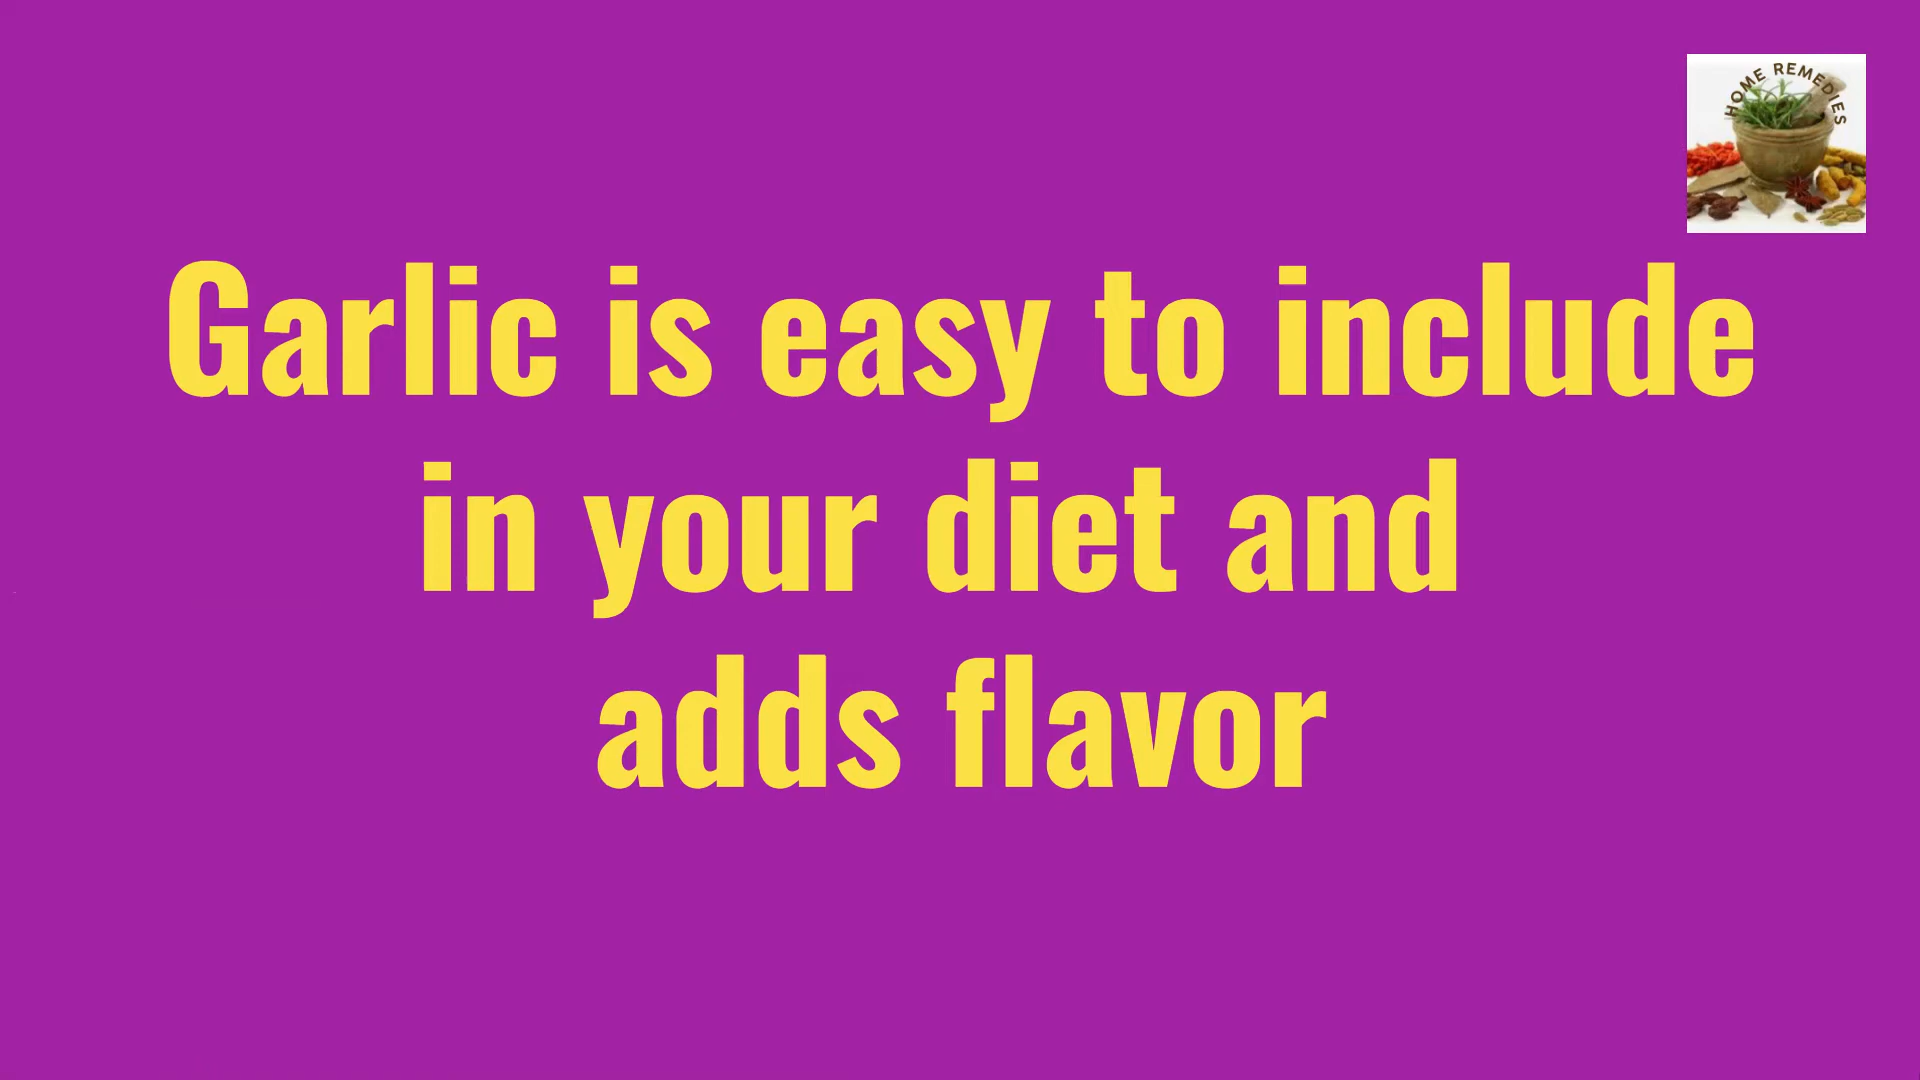 HOME REMEDIES
Garlic is easy to include
in your diet and
adds flavor